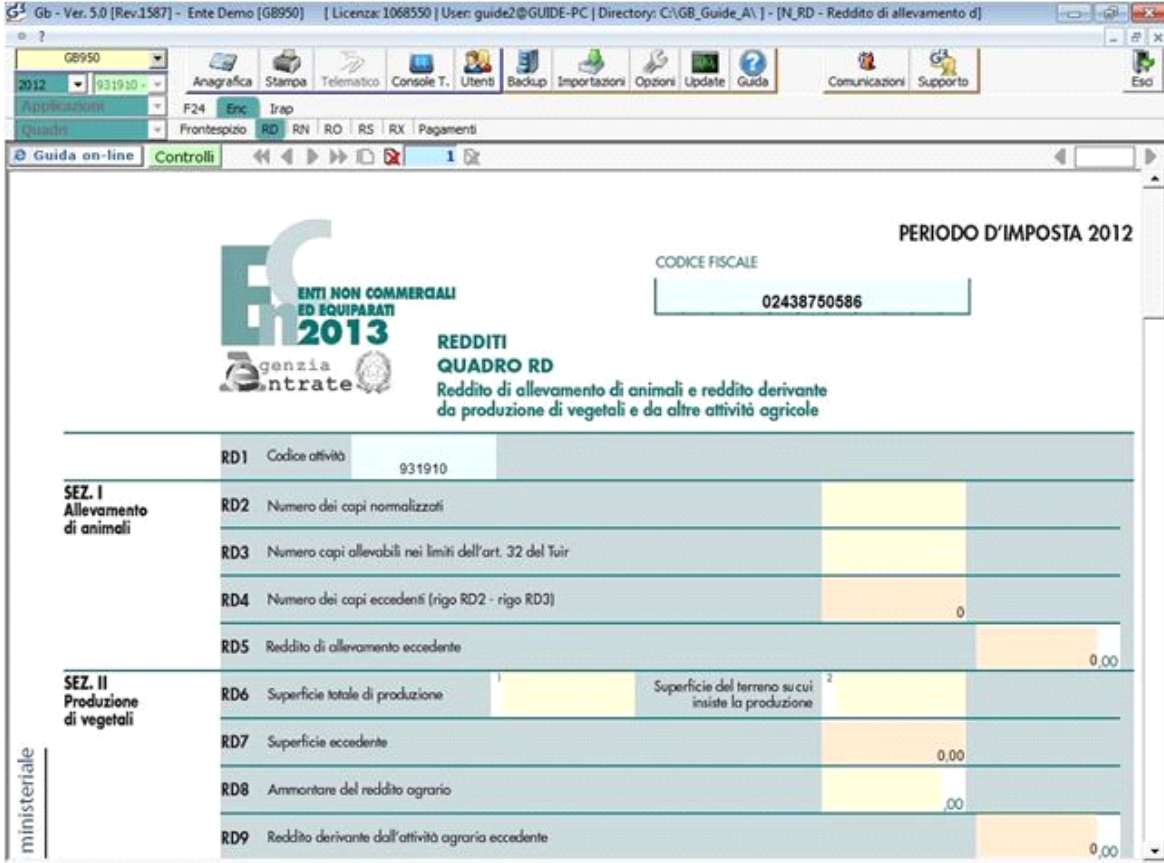 Gb - Ver. 5.0 [Rev.1587] - Ente Demo [GB950] [ Licenza: 1068550 | User: guide2@GUIDE-PC | Directory: C:\GB_Guide_A\ ] - [N_RD - Reddito di allevamento d]
?
GB950
2012 931910 -
Anagrafica Stampa Telematico Console T. Utenti Backup Importazioni Opzioni Update Guida Comunicazioni Supporto Esci
Applicazioni F24 Enc Irap
Quadri Frontespizio RD RN RO RS RX Pagamenti
Guida on-line Controlli 1
PERIODO D'IMPOSTA 2012
CODICE FISCALE
02438750586
Enc
ENTI NON COMMERCIALI
ED EQUIPARATI
2013
Agenzia
Entrate
REDDITI
QUADRO RD
Reddito di allevamento di animali e reddito derivante
da produzione di vegetali e da altre attività agricole
RD1 Codice attività 931910
SEZ. I
Allevamento
di animali
RD2 Numero dei capi normalizzati
RD3 Numero capi allevabili nei limiti dell'art. 32 del Tuir
RD4 Numero dei capi eccedenti (rigo RD2 - rigo RD3) 0
RD5 Reddito di allevamento eccedente 0,00
SEZ. II
Produzione
di vegetali
RD6 Superficie totale di produzione 1 Superficie del terreno su cui
insiste la produzione 2
RD7 Superficie eccedente 0,00
RD8 Ammontare del reddito agrario ,00
RD9 Reddito derivante dall'attività agraria eccedente 0,00
ministeriale